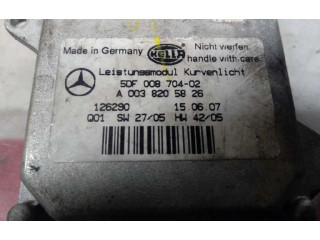 Made in Germany HELLA Nicht werfen
handle with care
Leistungsmodul Kurvenlicht
5DF 008 704-02
A 003 820 58 26
126290 15.06.07
Q01 SW 27/05 HW 42/05